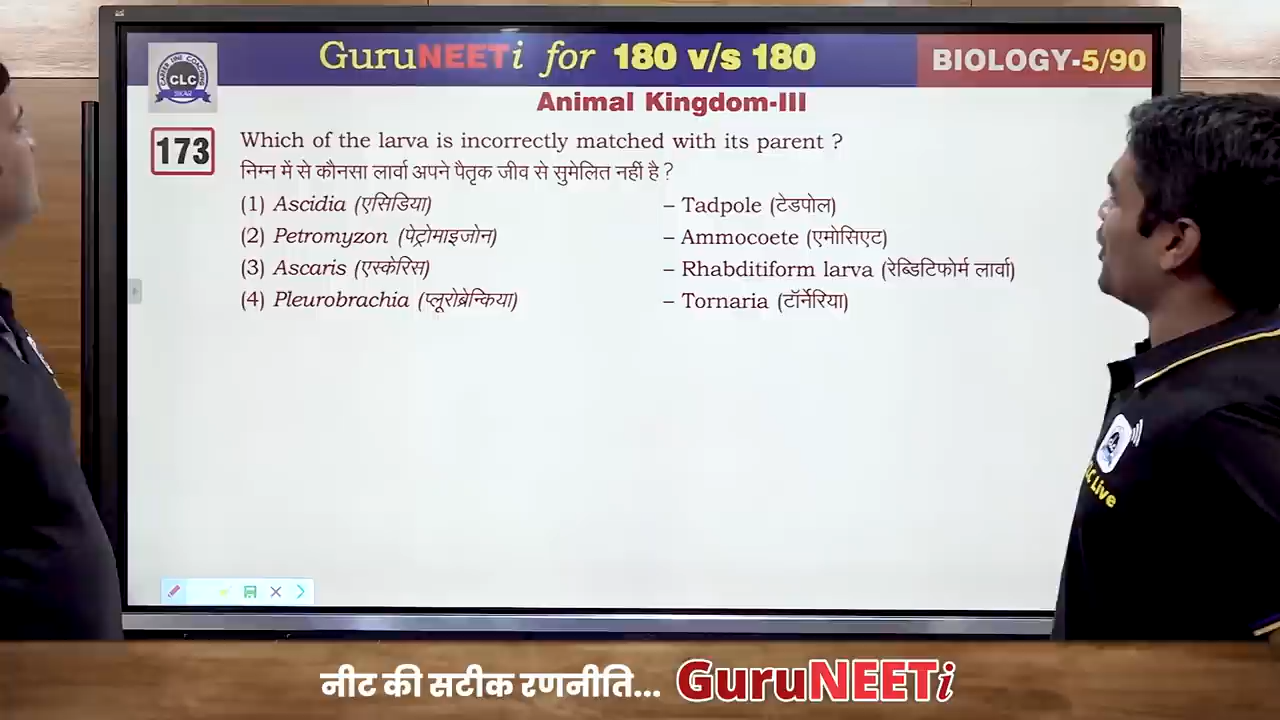 GuruNEETi for 180 v/s 180
BIOLOGY-5/90
CLC
SIKAR
Animal Kingdom-III
173
Which of the larva is incorrectly matched with its parent ?
निम्न में से कौनसा लार्वा अपने पैतृक जीव से सुमेलित नहीं है ?
(1) Ascidia (एसिडिया) – Tadpole (टेडपोल)
(2) Petromyzon (पेट्रोमाइजोन) – Ammocoete (एमोसिएट)
(3) Ascaris (एस्केरिस) – Rhabditiform larva (रेब्डिटिफोर्म लार्वा)
(4) Pleurobrachia (प्लूरोब्रेन्किया) – Tornaria (टॉर्नेरिया)
Live
नीट की सटीक रणनीति... GuruNEETi